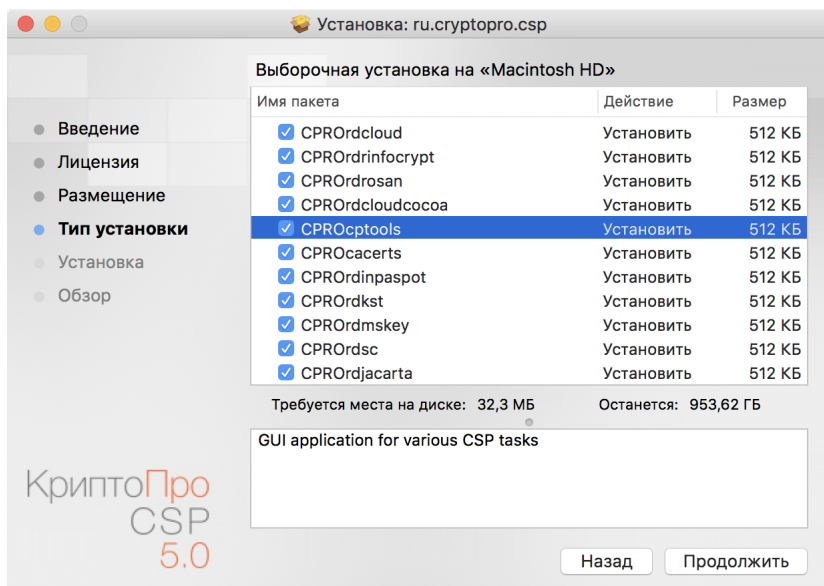 Установка: ru.cryptopro.csp
Выборочная установка на «Macintosh HD»
Введение
Лицензия
Размещение
Тип установки
Установка
Обзор
Имя пакета Действие Размер
CPROrdcloud Установить 512 КБ
CPROrdrinfocrypt Установить 512 КБ
CPROrdrosan Установить 512 КБ
CPROrdcloudcocoa Установить 512 КБ
CPROcptools Установить 512 КБ
CPROcacerts Установить 512 КБ
CPROrdinpaspot Установить 512 КБ
CPROrdkst Установить 512 КБ
CPROrdmskey Установить 512 КБ
CPROrdsc Установить 512 КБ
CPROrdjacarta Установить 512 КБ
Требуется места на диске: 32,3 МБ Останется: 953,62 ГБ
GUI application for various CSP tasks
КриптоПро
CSP
5.0
Назад Продолжить